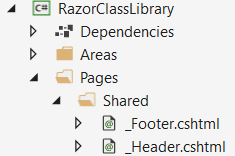 C# RazorClassLibrary
Dependencies
Areas
Pages
Shared
@ _Footer.cshtml
@ _Header.cshtml